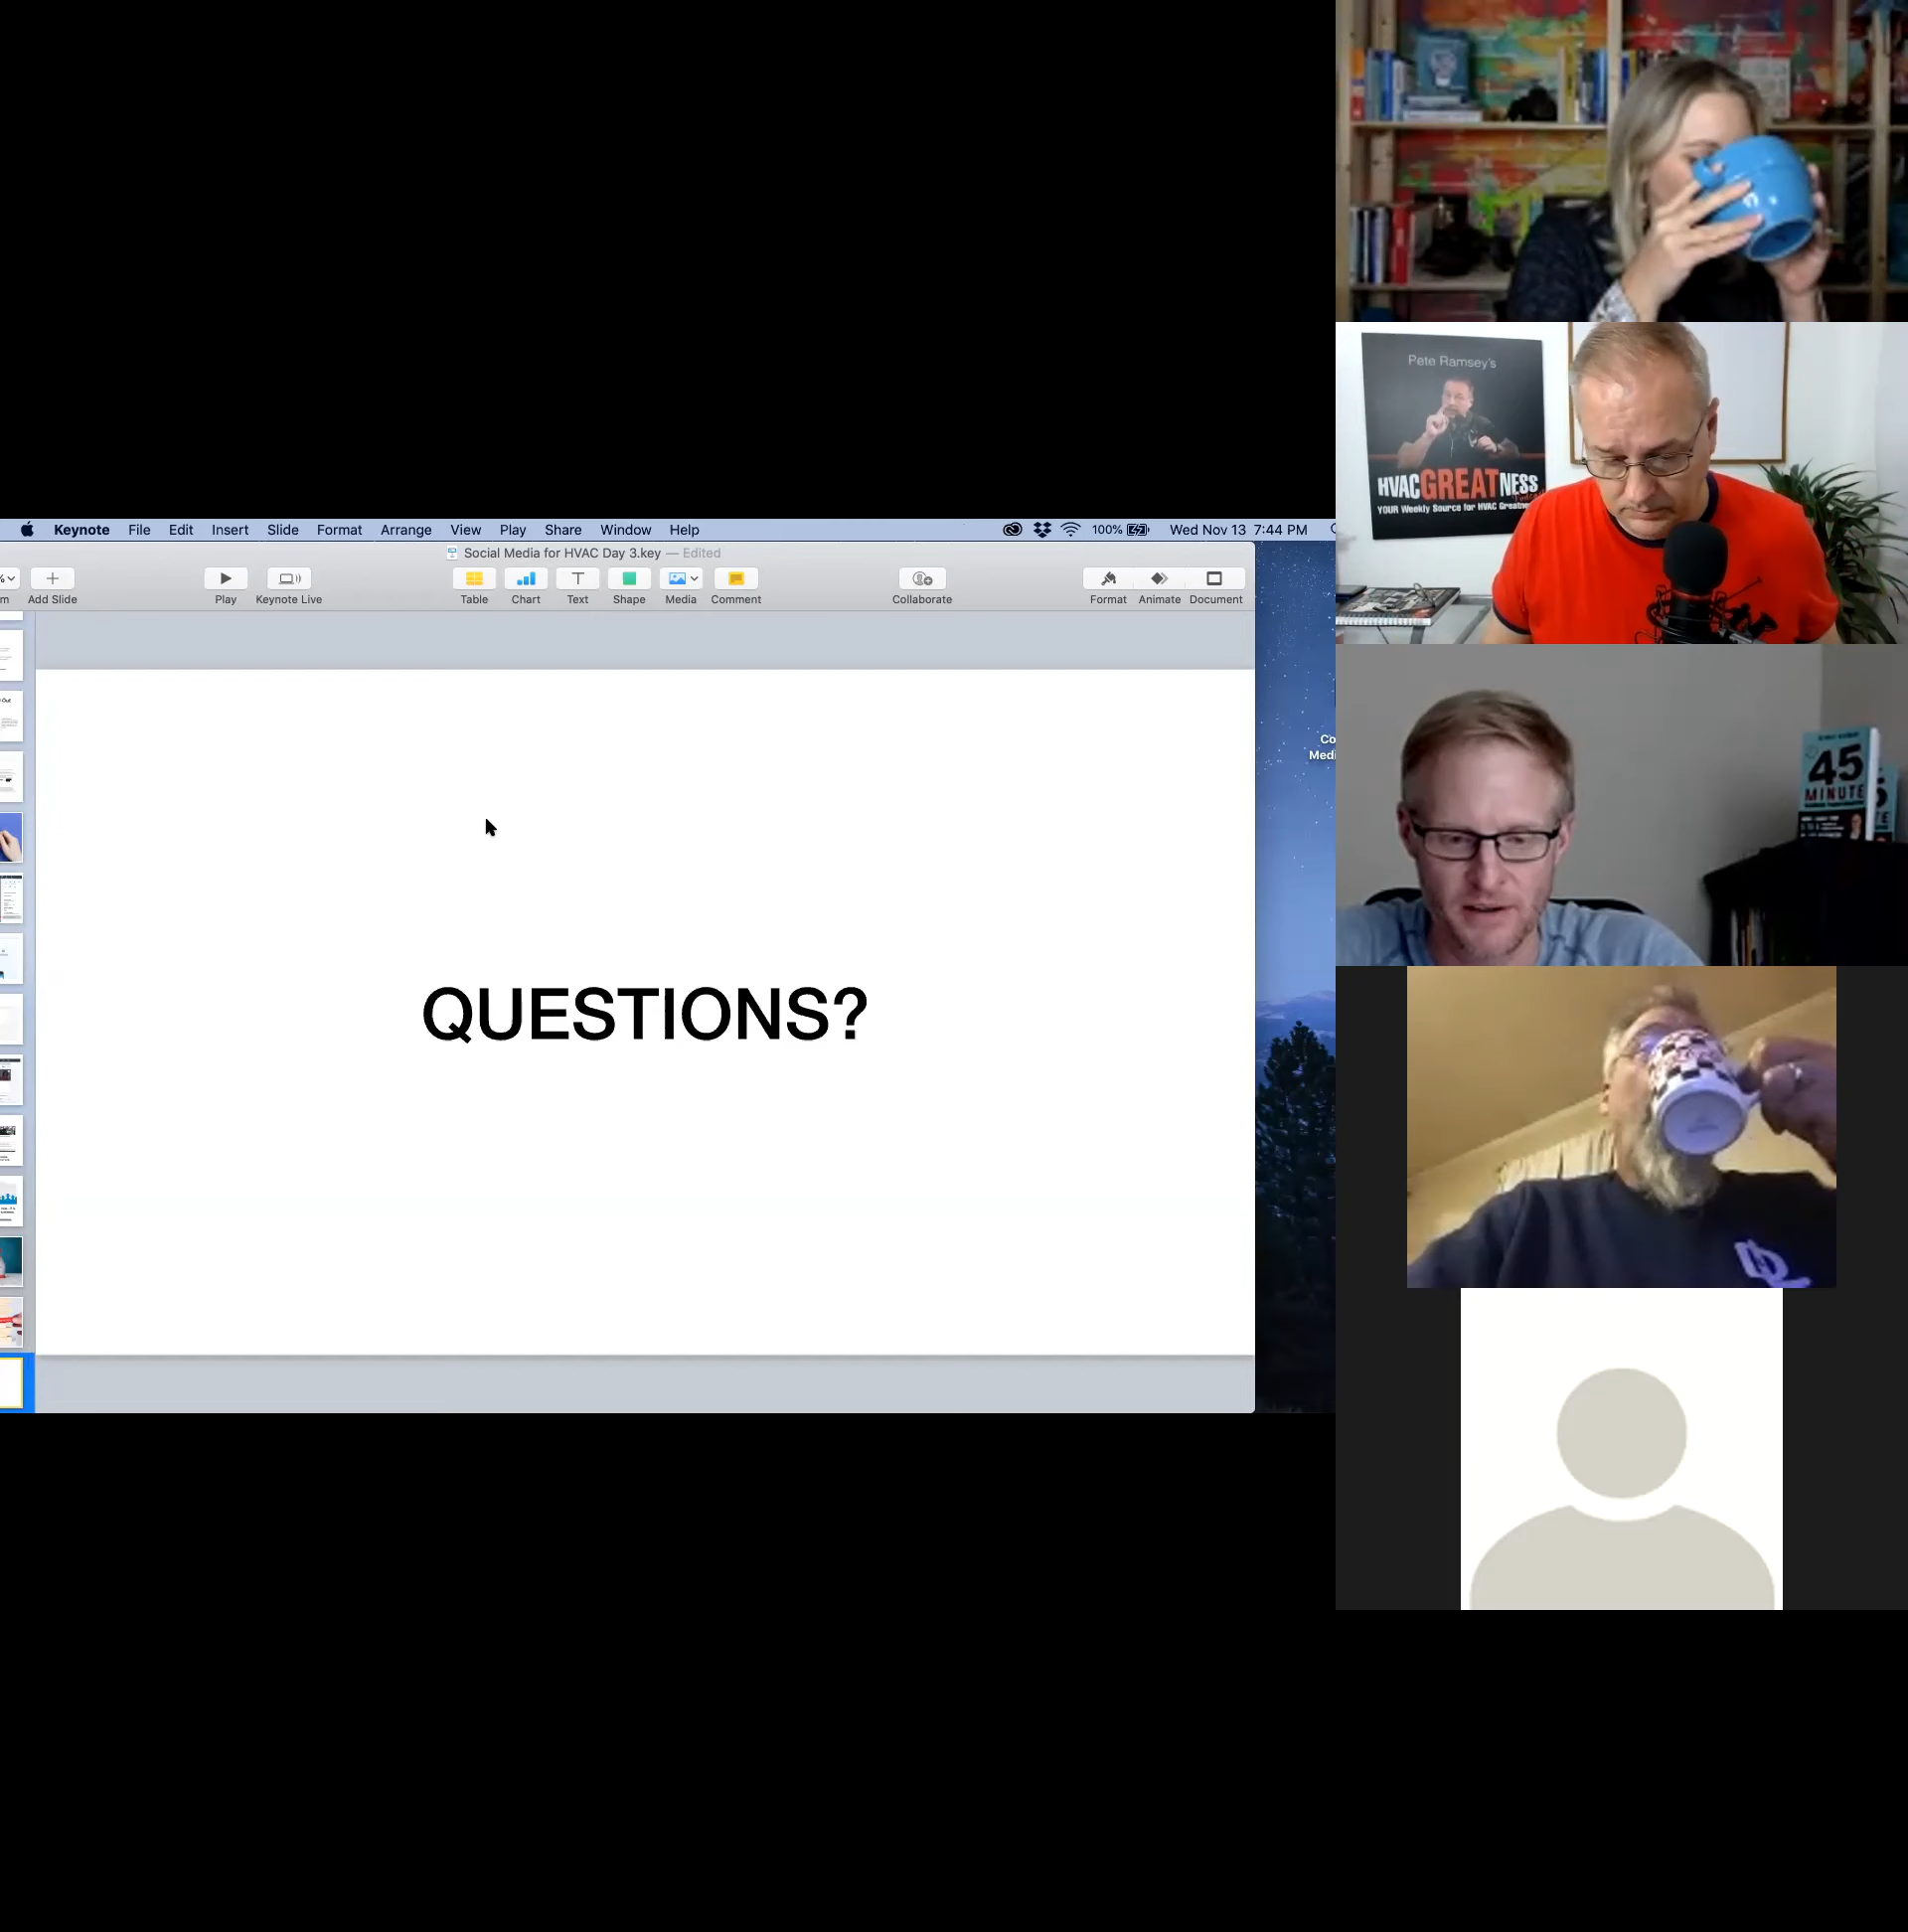 Keynote File Edit Insert Slide Format Arrange View Play Share Window Help 100% Wed Nov 13 7:44 PM
Social Media for HVAC Day 3.key — Edited
Add Slide Play Keynote Live Table Chart Text Shape Media Comment Collaborate Format Animate Document
Out
QUESTIONS?
Pete Ramsey's
HVACGREATNESS
Podcast
YOUR Weekly Source for HVAC Greatness
45
MINUTE